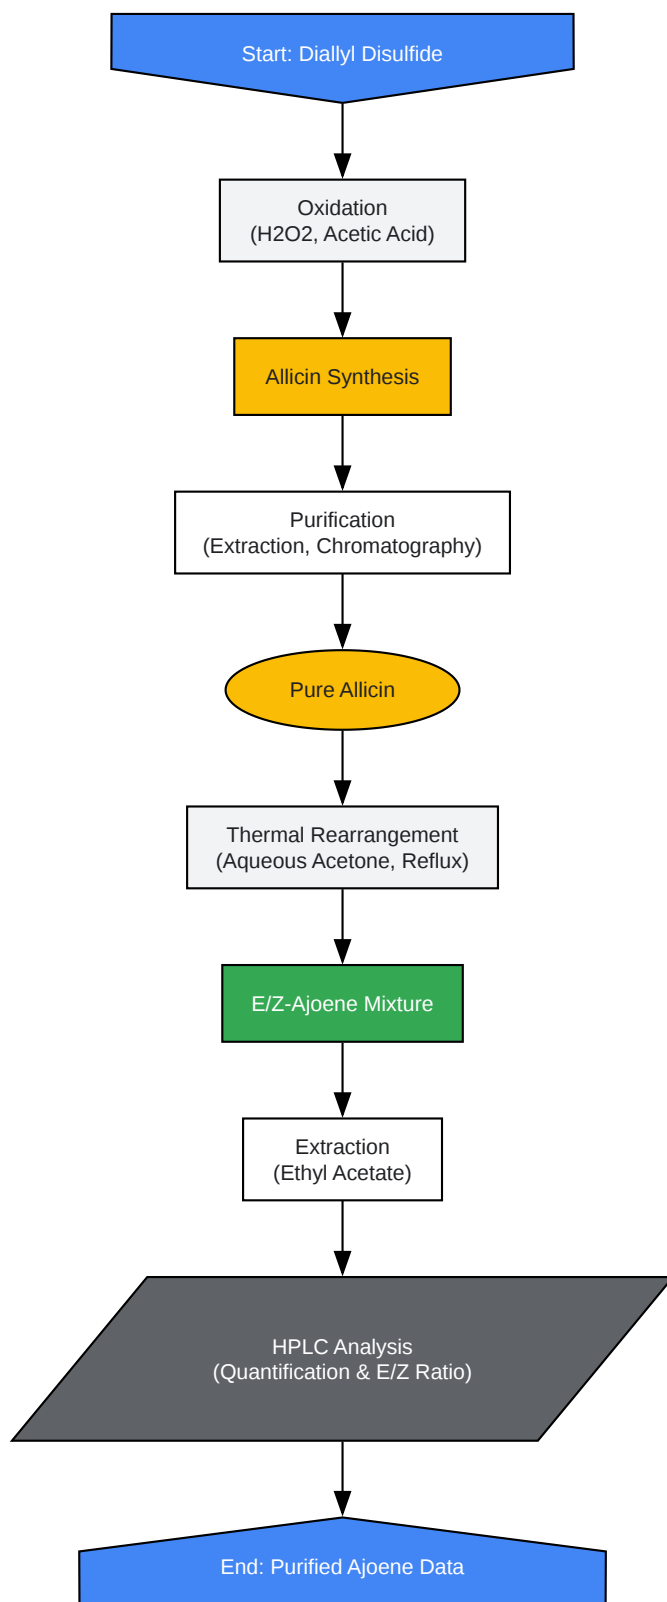 Start: Diallyl Disulfide
Oxidation
(H2O2, Acetic Acid)
Allicin Synthesis
Purification
(Extraction, Chromatography)
Pure Allicin
Thermal Rearrangement
(Aqueous Acetone, Reflux)
E/Z-Ajoene Mixture
Extraction
(Ethyl Acetate)
HPLC Analysis
(Quantification & E/Z Ratio)
End: Purified Ajoene Data